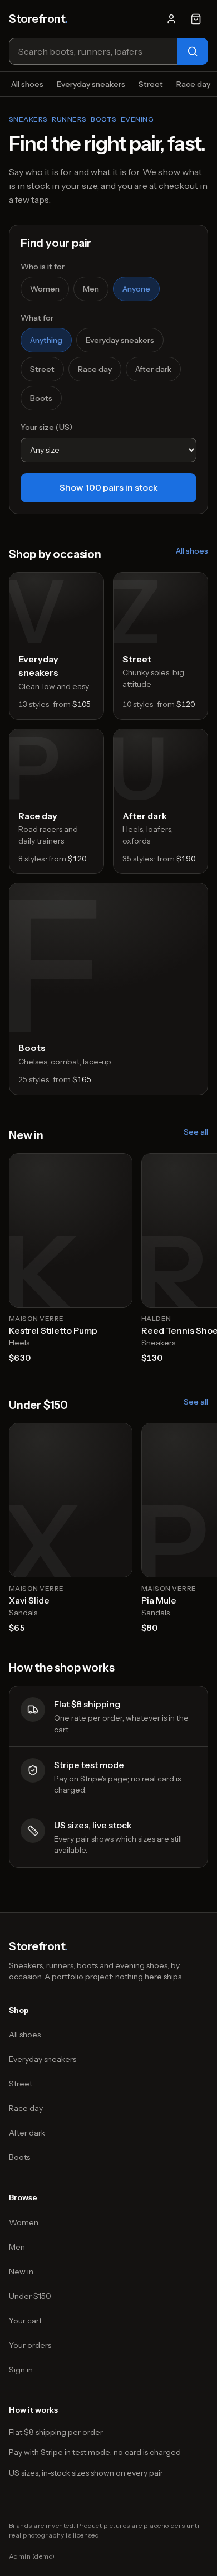 Storefront.
Search boots, runners, loafers
All shoes Everyday sneakers Street Race day
SNEAKERS · RUNNERS · BOOTS · EVENING
Find the right pair, fast.
Say who it is for and what it is for. We show what is in stock in your size, and you are at checkout in a few taps.
Find your pair
Who is it for
Women Men Anyone
What for
Anything Everyday sneakers
Street Race day After dark
Boots
Your size (US)
Any size
Show 100 pairs in stock
Shop by occasion All shoes
V
Everyday sneakers
Clean, low and easy
13 styles · from $105
Z
Street
Chunky soles, big attitude
10 styles · from $120
P
Race day
Road racers and daily trainers
8 styles · from $120
U
After dark
Heels, loafers, oxfords
35 styles · from $190
F
Boots
Chelsea, combat, lace-up
25 styles · from $165
New in See all
K
MAISON VERRE
Kestrel Stiletto Pump
Heels
$630
R
HALDEN
Reed Tennis Shoe
Sneakers
$130
Under $150 See all
X
MAISON VERRE
Xavi Slide
Sandals
$65
P
MAISON VERRE
Pia Mule
Sandals
$80
How the shop works
Flat $8 shipping
One rate per order, whatever is in the cart.
Stripe test mode
Pay on Stripe's page; no real card is charged.
US sizes, live stock
Every pair shows which sizes are still available.
Storefront.
Sneakers, runners, boots and evening shoes, by occasion. A portfolio project: nothing here ships.
Shop
All shoes
Everyday sneakers
Street
Race day
After dark
Boots
Browse
Women
Men
New in
Under $150
Your cart
Your orders
Sign in
How it works
Flat $8 shipping per order
Pay with Stripe in test mode: no card is charged
US sizes, in-stock sizes shown on every pair
Brands are invented. Product pictures are placeholders until real photography is licensed.
Admin (demo)